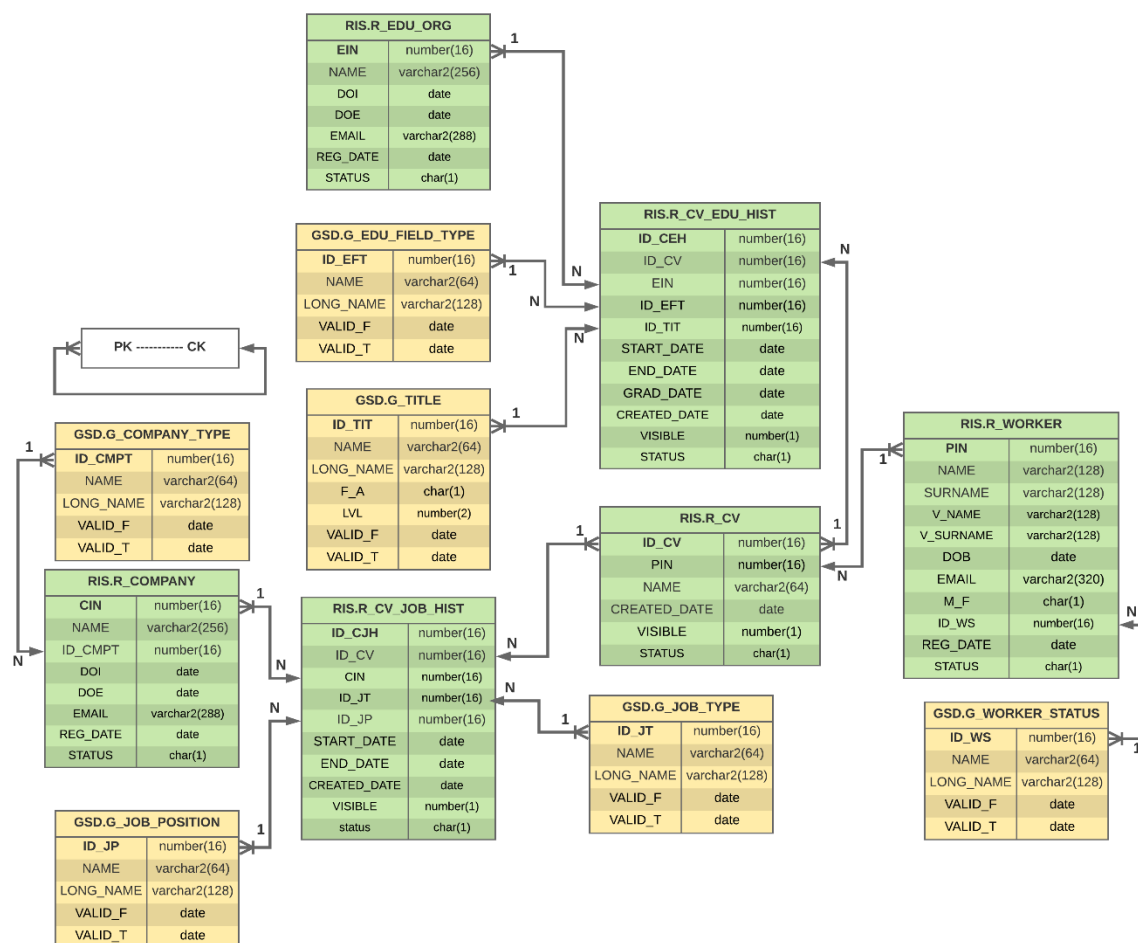 RIS.R_EDU_ORG
EIN number(16)
NAME varchar2(256)
DOI date
DOE date
EMAIL varchar2(288)
REG_DATE date
STATUS char(1)
1
GSD.G_EDU_FIELD_TYPE
ID_EFT number(16)
NAME varchar2(64)
LONG_NAME varchar2(128)
VALID_F date
VALID_T date
1
N
N
N
RIS.R_CV_EDU_HIST
ID_CEH number(16)
ID_CV number(16)
EIN number(16)
ID_EFT number(16)
ID_TIT number(16)
START_DATE date
END_DATE date
GRAD_DATE date
CREATED_DATE date
VISIBLE number(1)
STATUS char(1)
N
PK ---------- CK
GSD.G_TITLE
ID_TIT number(16)
NAME varchar2(64)
LONG_NAME varchar2(128)
F_A char(1)
LVL number(2)
VALID_F date
VALID_T date
1
GSD.G_COMPANY_TYPE
ID_CMPT number(16)
NAME varchar2(64)
LONG_NAME varchar2(128)
VALID_F date
VALID_T date
1
N
RIS.R_WORKER
PIN number(16)
NAME varchar2(128)
SURNAME varchar2(128)
V_NAME varchar2(128)
V_SURNAME varchar2(128)
DOB date
EMAIL varchar2(320)
M_F char(1)
ID_WS number(16)
REG_DATE date
STATUS char(1)
1
N
RIS.R_CV
ID_CV number(16)
PIN number(16)
NAME varchar2(64)
CREATED_DATE date
VISIBLE number(1)
STATUS char(1)
1
1
N
RIS.R_COMPANY
CIN number(16)
NAME varchar2(256)
ID_CMPT number(16)
DOI date
DOE date
EMAIL varchar2(288)
REG_DATE date
STATUS char(1)
1
N
RIS.R_CV_JOB_HIST
ID_CJH number(16)
ID_CV number(16)
CIN number(16)
ID_JT number(16)
ID_JP number(16)
START_DATE date
END_DATE date
CREATED_DATE date
VISIBLE number(1)
status char(1)
N
N
N
GSD.G_JOB_TYPE
ID_JT number(16)
NAME varchar2(64)
LONG_NAME varchar2(128)
VALID_F date
VALID_T date
1
GSD.G_WORKER_STATUS
ID_WS number(16)
NAME varchar2(64)
LONG_NAME varchar2(128)
VALID_F date
VALID_T date
1
GSD.G_JOB_POSITION
ID_JP number(16)
NAME varchar2(64)
LONG_NAME varchar2(128)
VALID_F date
VALID_T date
1